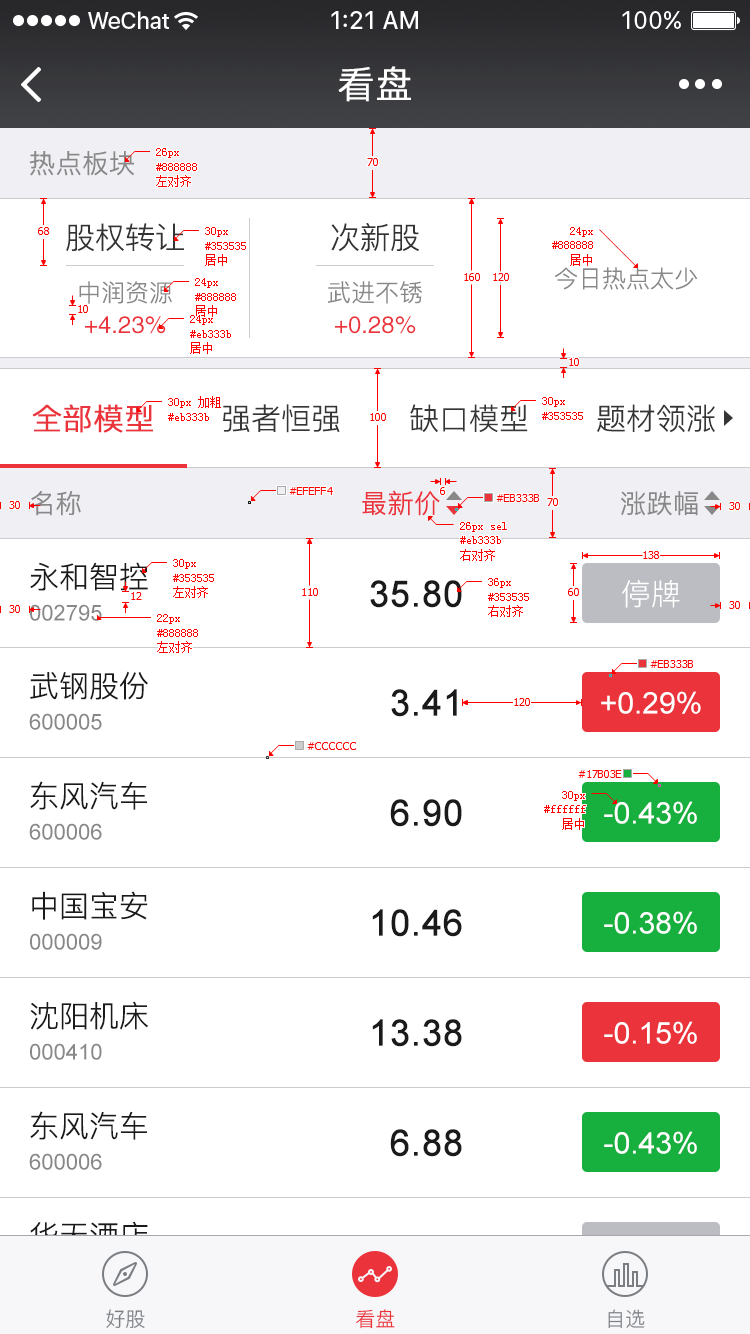 WeChat 1:21 AM 100%
看盘
热点板块
26px
#888888
左对齐
70
68
股权转让
30px
#353535
居中
次新股
160
120
24px
#888888
居中
今日热点太少
中润资源
24px
#888888
居中
武进不锈
10
+4.23%
24px
#eb333b
居中
+0.28%
10
全部模型
30px 加粗
#eb333b
强者恒强
100
缺口模型
30px
#353535
题材领涨
30
名称
#EFEFF4
最新价
6
#EB333B
26px sel
#eb333b
右对齐
70
涨跌幅
30
永和智控
30px
#353535
左对齐
12
30
002795
22px
#888888
左对齐
110
35.80
36px
#353535
右对齐
138
60
停牌
30
武钢股份
600005
3.41
120
#EB333B
+0.29%
#CCCCCC
东风汽车
600006
6.90
#17B03E
30px
#ffffff
居中
-0.43%
中国宝安
000009
10.46
-0.38%
沈阳机床
000410
13.38
-0.15%
东风汽车
600006
6.88
-0.43%
华天酒店
好股
看盘
自选